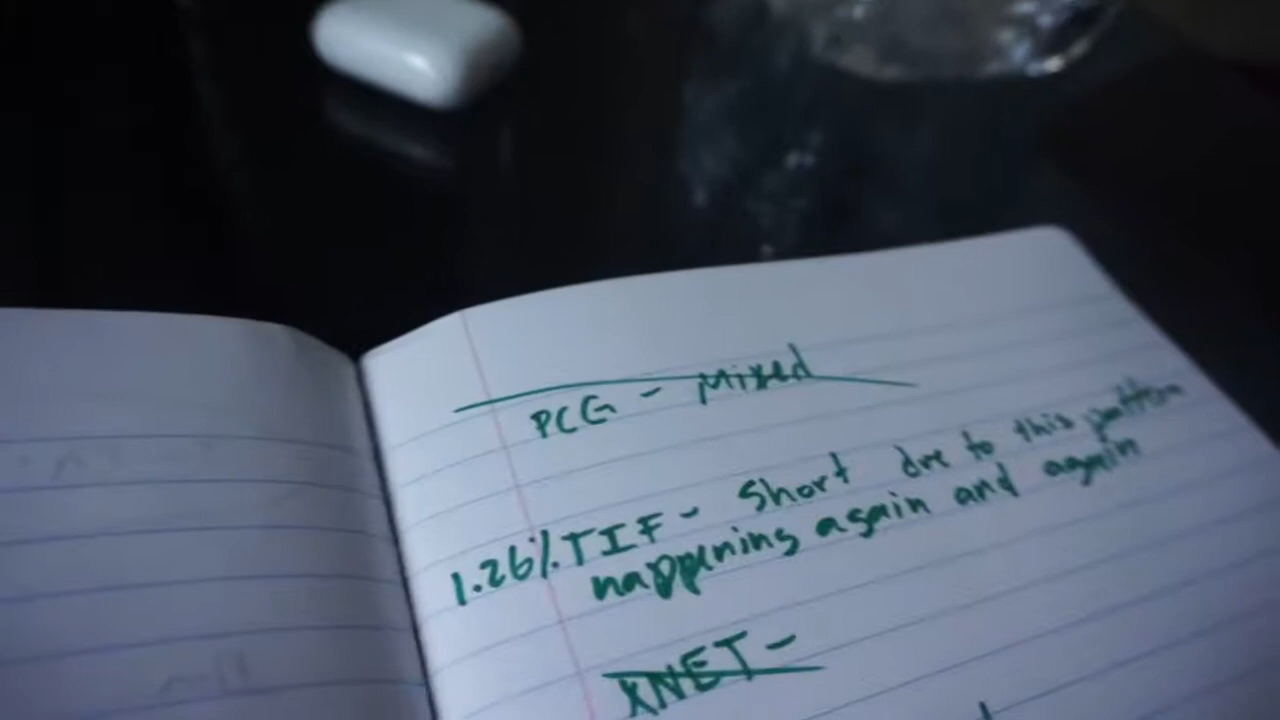 PCG - Mixed
1.26% TIF - Short due to this pattern
happening again and again
XNET -